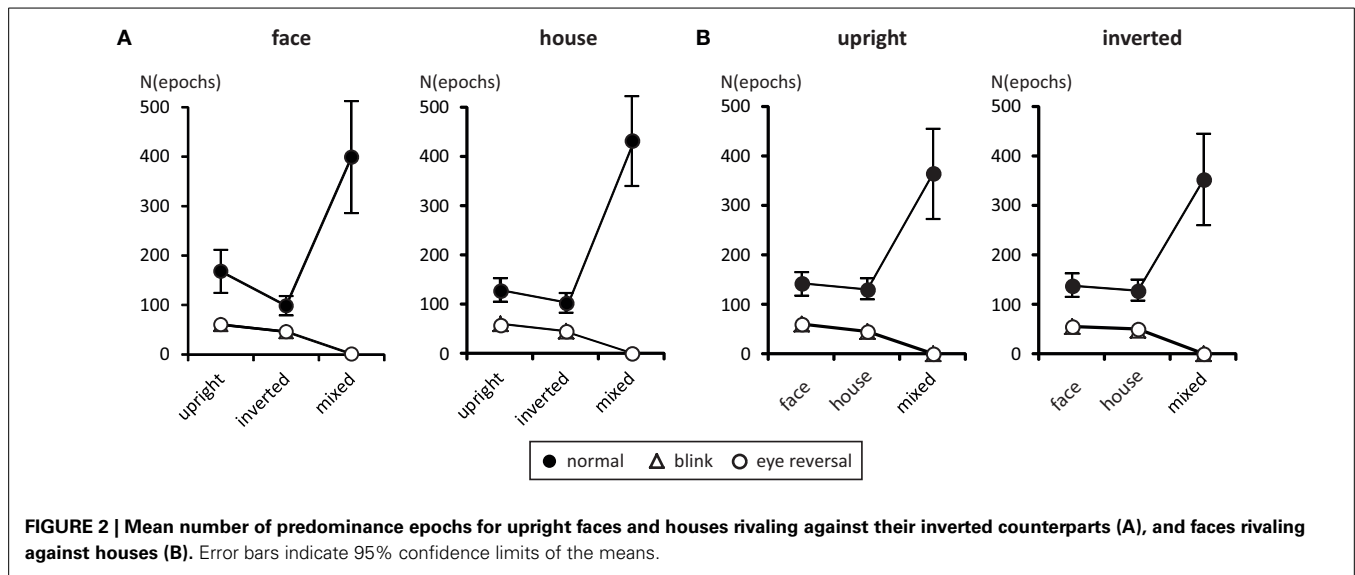 A face house B upright inverted
N(epochs) N(epochs) N(epochs) N(epochs)
500 500 500 500
400 400 400 400
300 300 300 300
200 200 200 200
100 100 100 100
0 0 0 0
upright inverted mixed upright inverted mixed face house mixed face house mixed
normal blink eye reversal
FIGURE 2 | Mean number of predominance epochs for upright faces and houses rivaling against their inverted counterparts (A), and faces rivaling
against houses (B). Error bars indicate 95% confidence limits of the means.